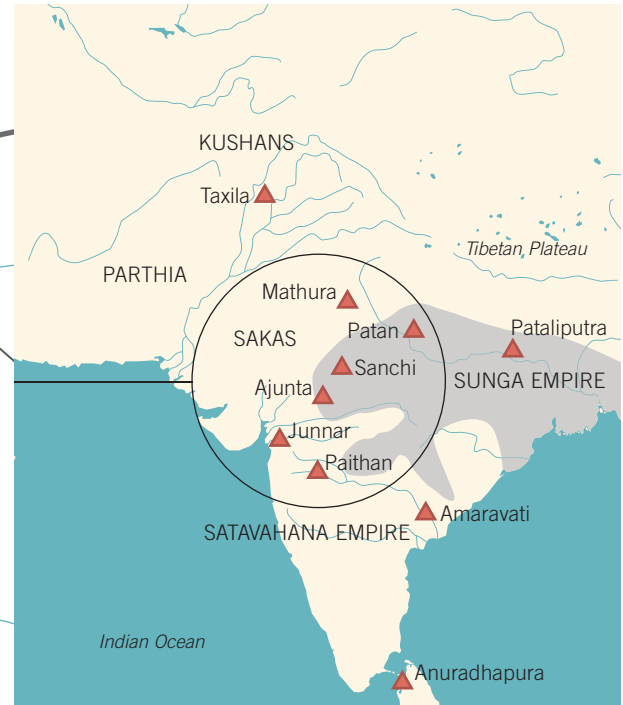 KUSHANS
Taxila
Tibetan Plateau
PARTHIA
Mathura
SAKAS
Patan
Pataliputra
Sanchi
SUNGA EMPIRE
Ajunta
Junnar
Paithan
Amaravati
SATAVAHANA EMPIRE
Indian Ocean
Anuradhapura